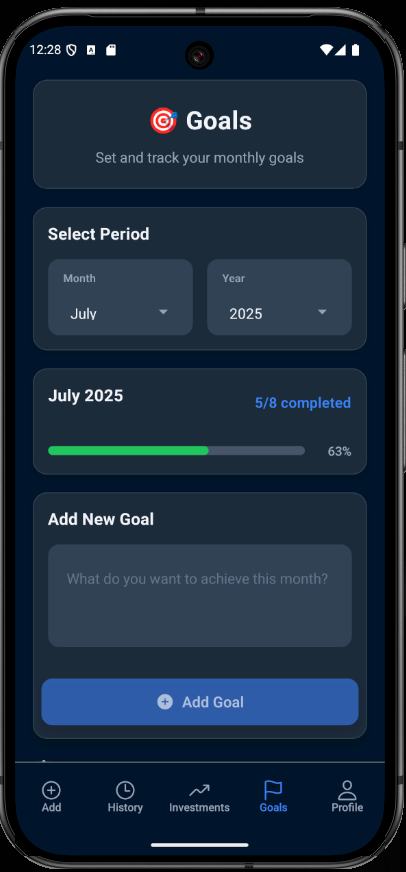 12:28
🎯 Goals
Set and track your monthly goals
Select Period
Month
July
Year
2025
July 2025
5/8 completed
63%
Add New Goal
What do you want to achieve this month?
Add Goal
Add
History
Investments
Goals
Profile